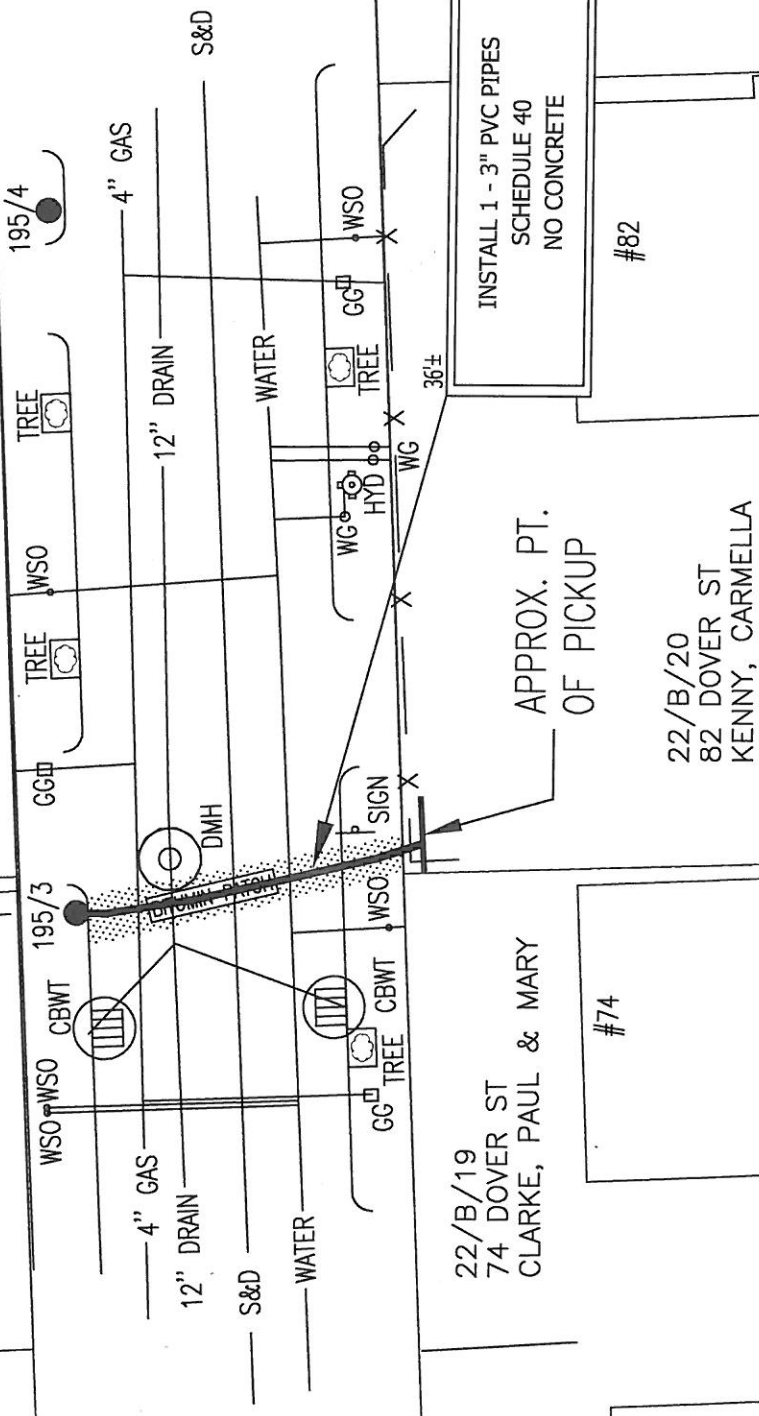 195/4
S&D
4" GAS
12" DRAIN
WATER
TREE
WSO
TREE
GG
WSO
GG
TREE
WG
HYD
WG
36'±
INSTALL 1 - 3" PVC PIPES
SCHEDULE 40
NO CONCRETE
#82
APPROX. PT.
OF PICKUP
22/B/20
82 DOVER ST
KENNY, CARMELLA
195/3
DMH
BITUMIN PATCH
SIGN
WSO
CBWT
CBWT
TREE
GG
WSO
WSO
4" GAS
12" DRAIN
S&D
WATER
22/B/19
74 DOVER ST
CLARKE, PAUL & MARY
#74